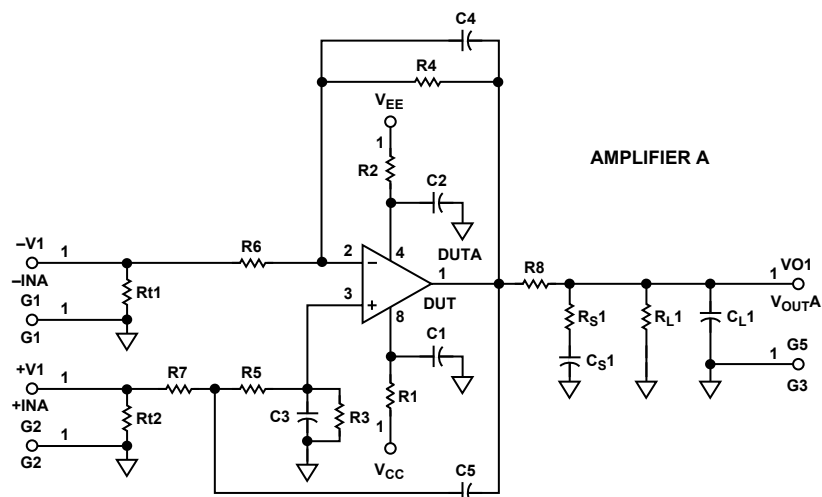 C4
R4
VEE
1
R2
AMPLIFIER A
C2
–V1
1
R6
2
–
4
DUTA
1
R8
1
VO1
–INA
Rt1
3
+
DUT
RS1
RL1
CL1
VOUTA
G1
1
8
G1
C1
CS1
1
G5
G3
+V1
1
R7
R5
+INA
Rt2
C3
R3
R1
G2
1
1
G2
VCC
C5